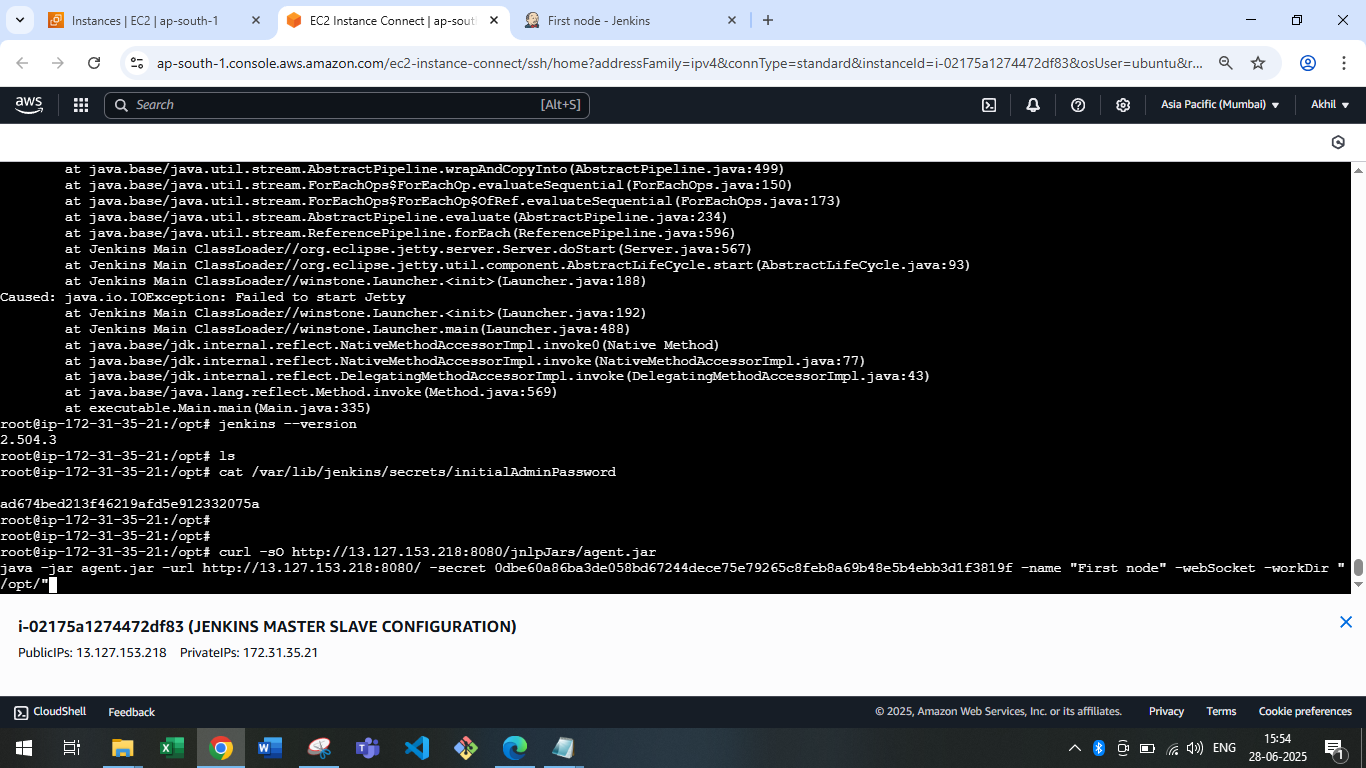 Instances | EC2 | ap-south-1
EC2 Instance Connect | ap-sout
First node - Jenkins
ap-south-1.console.aws.amazon.com/ec2-instance-connect/ssh/home?addressFamily=ipv4&connType=standard&instanceId=i-02175a1274472df83&osUser=ubuntu&r...
aws
Search
[Alt+S]
Asia Pacific (Mumbai)
Akhil
at java.base/java.util.stream.AbstractPipeline.wrapAndCopyInto(AbstractPipeline.java:499)
at java.base/java.util.stream.ForEachOps$ForEachOp.evaluateSequential(ForEachOps.java:150)
at java.base/java.util.stream.ForEachOps$ForEachOp$OfRef.evaluateSequential(ForEachOps.java:173)
at java.base/java.util.stream.AbstractPipeline.evaluate(AbstractPipeline.java:234)
at java.base/java.util.stream.ReferencePipeline.forEach(ReferencePipeline.java:596)
at Jenkins Main ClassLoader//org.eclipse.jetty.server.Server.doStart(Server.java:567)
at Jenkins Main ClassLoader//org.eclipse.jetty.util.component.AbstractLifeCycle.start(AbstractLifeCycle.java:93)
at Jenkins Main ClassLoader//winstone.Launcher.<init>(Launcher.java:188)
Caused: java.io.IOException: Failed to start Jetty
at Jenkins Main ClassLoader//winstone.Launcher.<init>(Launcher.java:192)
at Jenkins Main ClassLoader//winstone.Launcher.main(Launcher.java:488)
at java.base/jdk.internal.reflect.NativeMethodAccessorImpl.invoke0(Native Method)
at java.base/jdk.internal.reflect.NativeMethodAccessorImpl.invoke(NativeMethodAccessorImpl.java:77)
at java.base/jdk.internal.reflect.DelegatingMethodAccessorImpl.invoke(DelegatingMethodAccessorImpl.java:43)
at java.base/java.lang.reflect.Method.invoke(Method.java:569)
at executable.Main.main(Main.java:335)
root@ip-172-31-35-21:/opt# jenkins --version
2.504.3
root@ip-172-31-35-21:/opt# ls
root@ip-172-31-35-21:/opt# cat /var/lib/jenkins/secrets/initialAdminPassword
ad674bed213f46219afd5e912332075a
root@ip-172-31-35-21:/opt#
root@ip-172-31-35-21:/opt#
root@ip-172-31-35-21:/opt# curl -sO http://13.127.153.218:8080/jnlpJars/agent.jar
java -jar agent.jar -url http://13.127.153.218:8080/ -secret 0dbe60a86ba3de058bd67244dece75e79265c8feb8a69b48e5b4ebb3d1f3819f -name "First node" -webSocket -workDir "
/opt/"
i-02175a1274472df83 (JENKINS MASTER SLAVE CONFIGURATION)
PublicIPs: 13.127.153.218 PrivateIPs: 172.31.35.21
CloudShell
Feedback
© 2025, Amazon Web Services, Inc. or its affiliates.
Privacy
Terms
Cookie preferences
ENG
15:54
28-06-2025
1